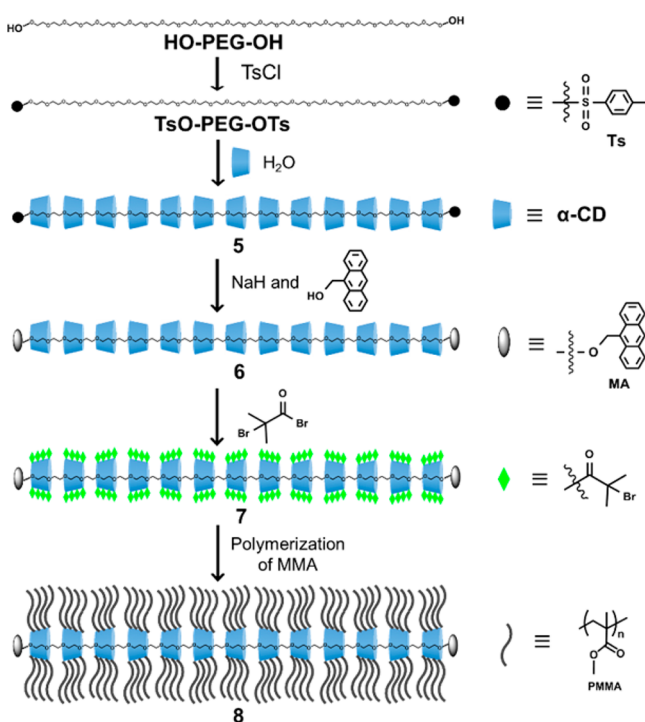 HO
OH
HO-PEG-OH
TsCl
TsO-PEG-OTs
≡
O
S
O
Ts
H₂O
5
≡ α-CD
NaH and
HO
6
≡
O
MA
O
Br
Br
7
≡
O
Br
Polymerization
of MMA
8
≡
n
O
O
PMMA